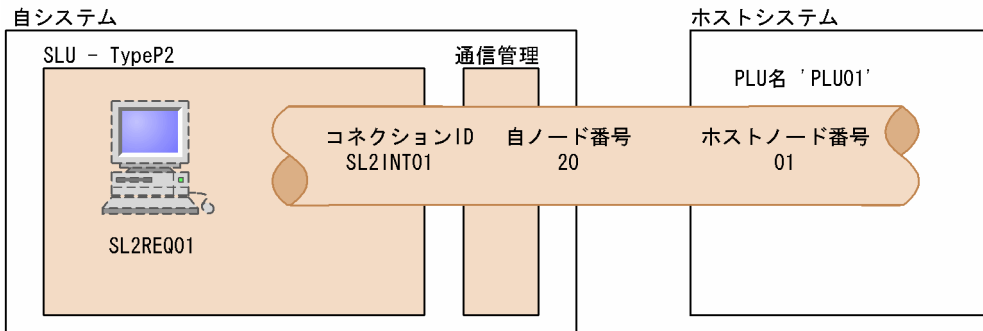 自システム
ホストシステム
SLU - TypeP2
通信管理
PLU名 'PLU01'
コネクションID
SL2INT01
自ノード番号
20
ホストノード番号
01
SL2REQ01